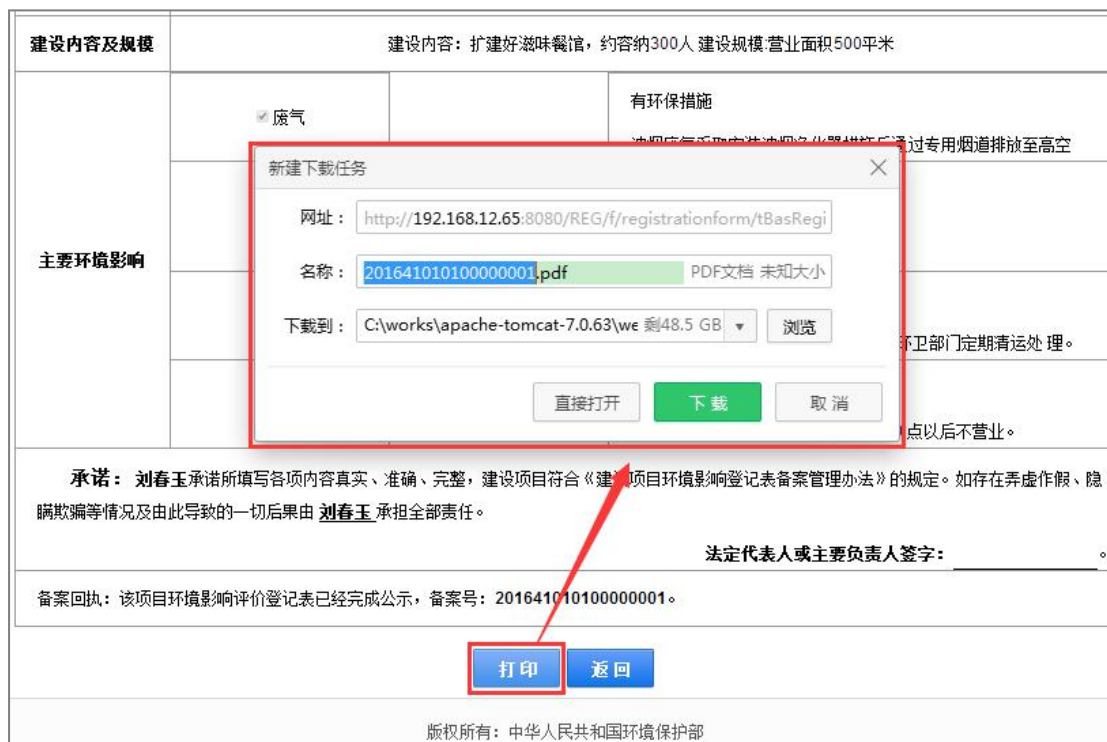 建设内容及规模
建设内容：扩建好滋味餐馆，约容纳300人 建设规模:营业面积500平米
有环保措施
废气
过专用烟道排放至高空
新建下载任务
网址： http://192.168.12.65:8080/REG/f/registrationform/tBasRegi
主要环境影响
名称： 201641010100000001.pdf PDF文档 未知大小
下载到： C:\works\apache-tomcat-7.0.63\we 剩48.5 GB 浏览
卫部门定期清运处 理。
直接打开 下载 取消
点以后不营业。
承诺：刘春玉承诺所填写各项内容真实、准确、完整，建设项目符合《建设项目环境影响登记表备案管理办法》的规定。如存在弄虚作假、隐
瞒欺骗等情况及由此导致的一切后果由 刘春玉 承担全部责任。
法定代表人或主要负责人签字： 。
备案回执：该项目环境影响评价登记表已经完成公示，备案号：201641010100000001。
打印 返回
版权所有：中华人民共和国环境保护部